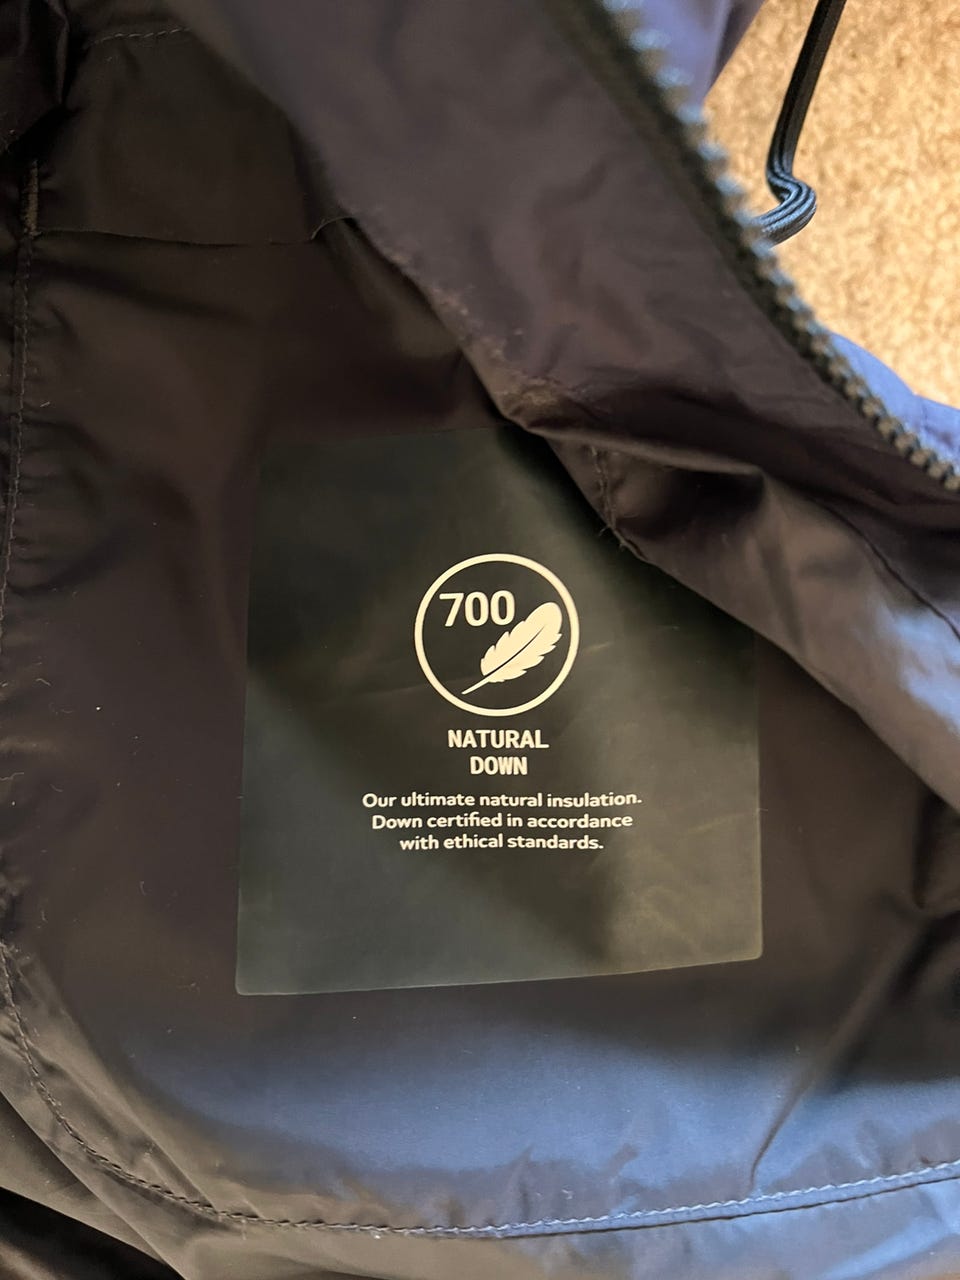 700
NATURAL
DOWN
Our ultimate natural insulation.
Down certified in accordance
with ethical standards.